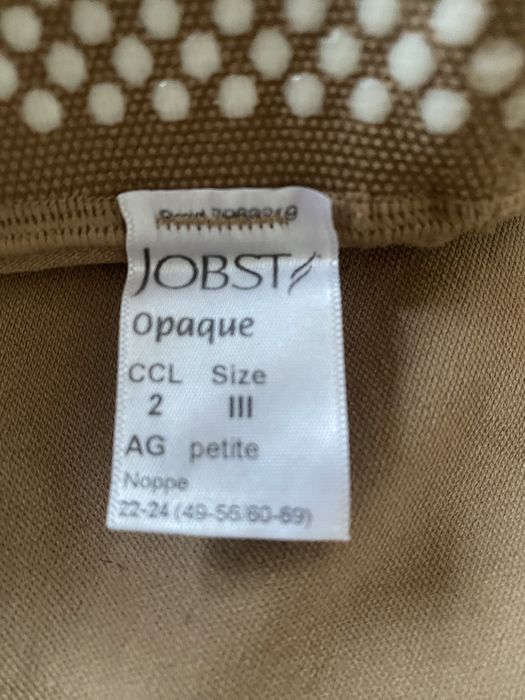 JOBST
Opaque
CCL Size
2 III
AG petite
Noppe
22-24 (49-56/60-69)